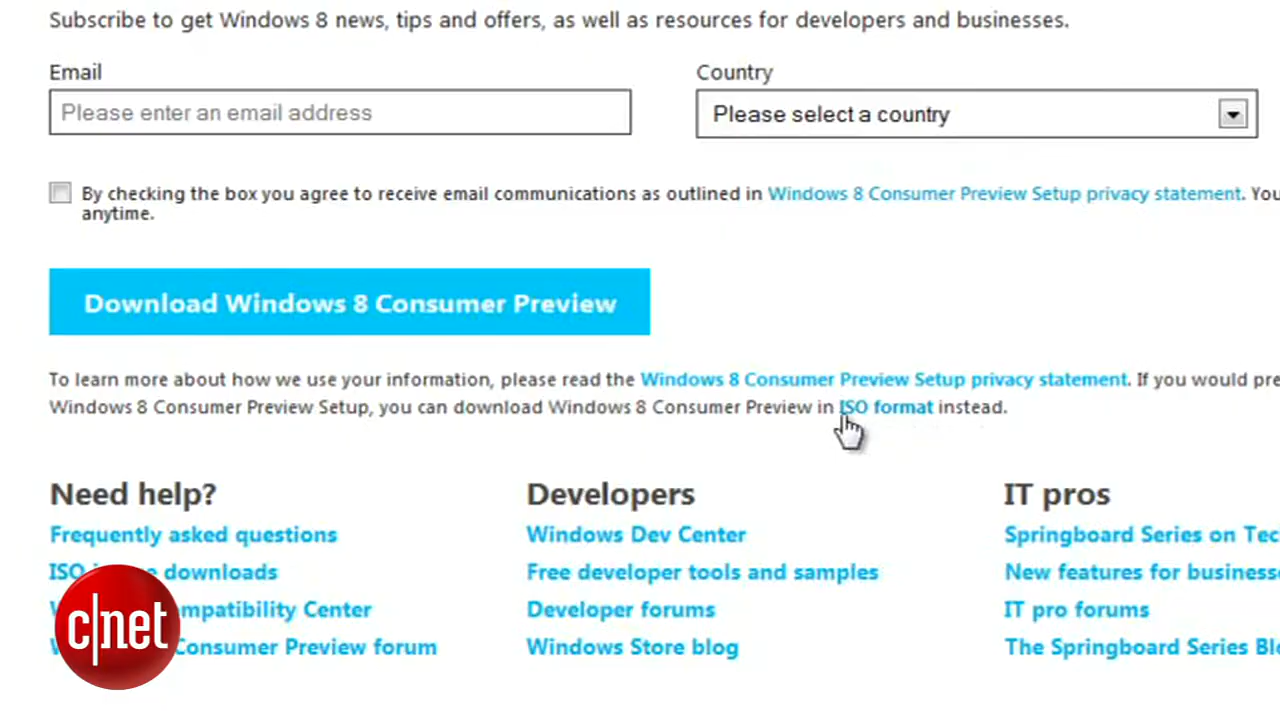 Subscribe to get Windows 8 news, tips and offers, as well as resources for developers and businesses.
Email Country
Please enter an email address Please select a country
By checking the box you agree to receive email communications as outlined in Windows 8 Consumer Preview Setup privacy statement. You
anytime.
Download Windows 8 Consumer Preview
To learn more about how we use your information, please read the Windows 8 Consumer Preview Setup privacy statement. If you would pre
Windows 8 Consumer Preview Setup, you can download Windows 8 Consumer Preview in ISO format instead.
Need help? Developers IT pros
Frequently asked questions Windows Dev Center Springboard Series on Tec
ISO downloads Free developer tools and samples New features for business
mpatibility Center Developer forums IT pro forums
Consumer Preview forum Windows Store blog The Springboard Series Bl
c|net